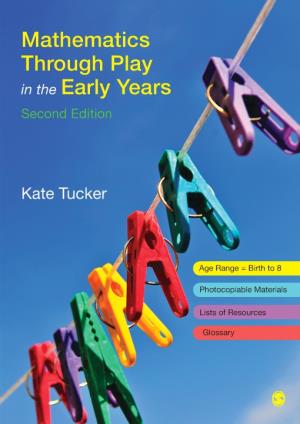 Mathematics
Through Play
in the Early Years
Second Edition
Kate Tucker
Age Range = Birth to 8
Photocopiable Materials
Lists of Resources
Glossary